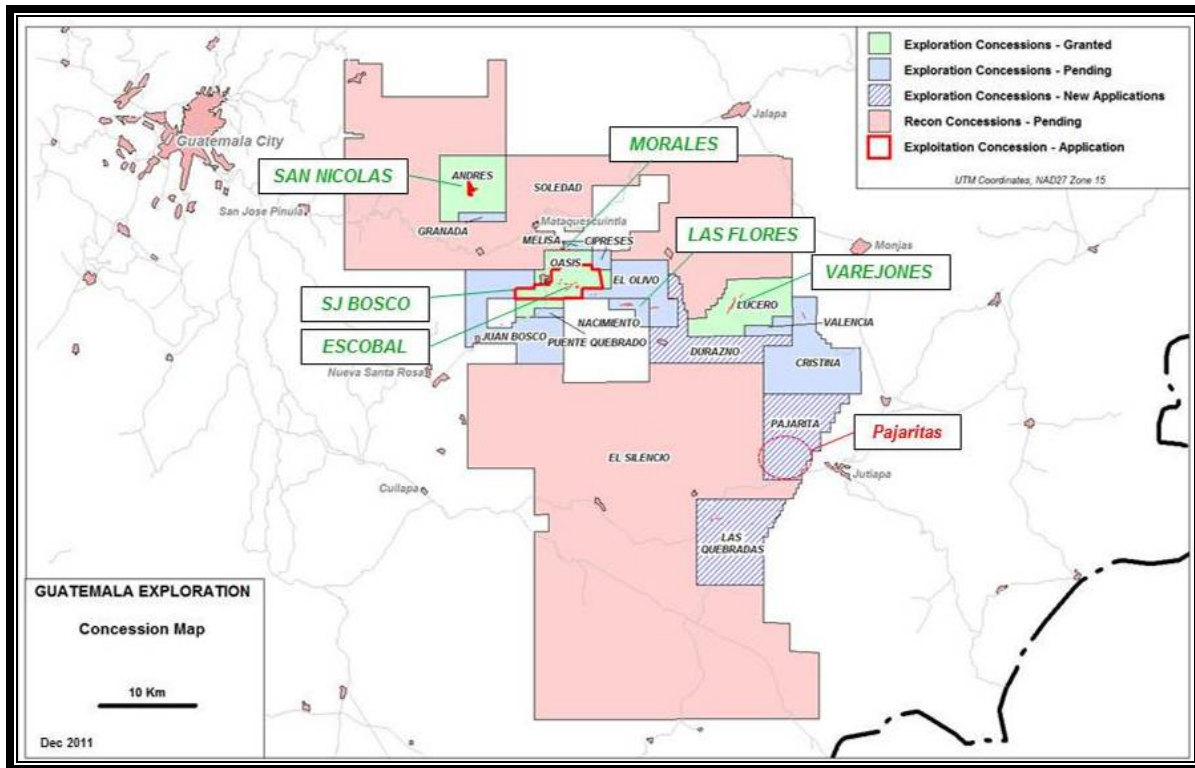 Exploration Concessions - Granted
Exploration Concessions - Pending
Exploration Concessions - New Applications
Recon Concessions - Pending
Exploitation Concession - Application
UTM Coordinates, NAD27 Zone 15
Jalapa
Guatemala City
MORALES
SAN NICOLAS
ANDRES
SOLEDAD
San Jose Pinula
Mataquescuintla
GRANADA
MELISA
CIPRESES
LAS FLORES
Monjas
OASIS
EL OLIVO
VAREJONES
SJ BOSCO
LUCERO
NACIMIENTO
VALENCIA
JUAN BOSCO
PUENTE QUEBRADO
ESCOBAL
DURAZNO
CRISTINA
Nueva Santa Rosa
PAJARITA
Pajaritas
EL SILENCIO
Jutiapa
Cuilapa
LAS
QUEBRADAS
GUATEMALA EXPLORATION
Concession Map
10 Km
Dec 2011